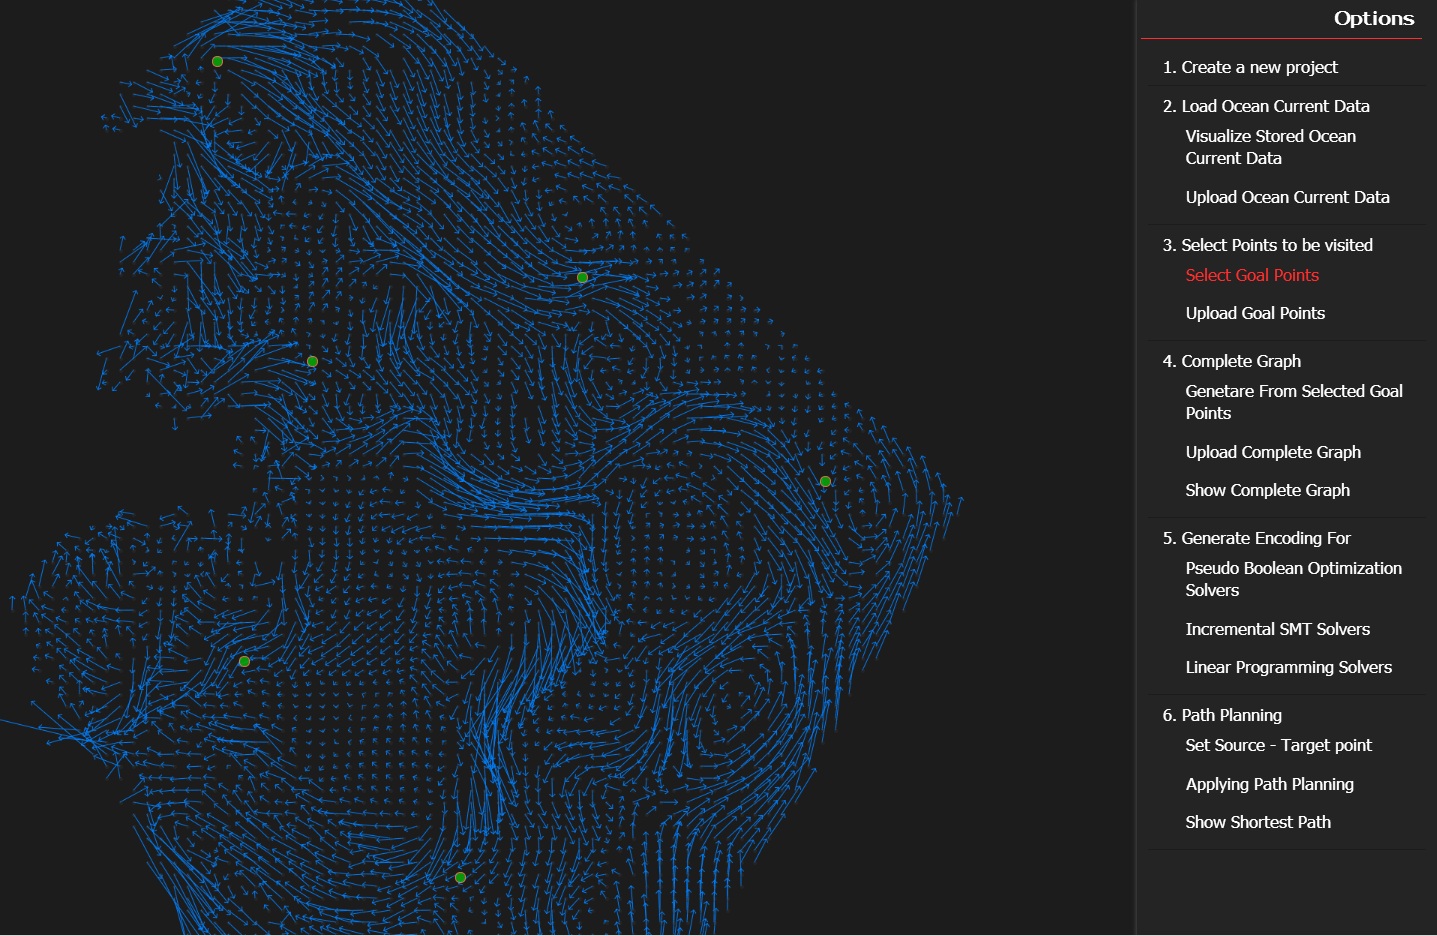 Options
1. Create a new project
2. Load Ocean Current Data
Visualize Stored Ocean
Current Data
Upload Ocean Current Data
3. Select Points to be visited
Select Goal Points
Upload Goal Points
4. Complete Graph
Genetare From Selected Goal
Points
Upload Complete Graph
Show Complete Graph
5. Generate Encoding For
Pseudo Boolean Optimization
Solvers
Incremental SMT Solvers
Linear Programming Solvers
6. Path Planning
Set Source - Target point
Applying Path Planning
Show Shortest Path